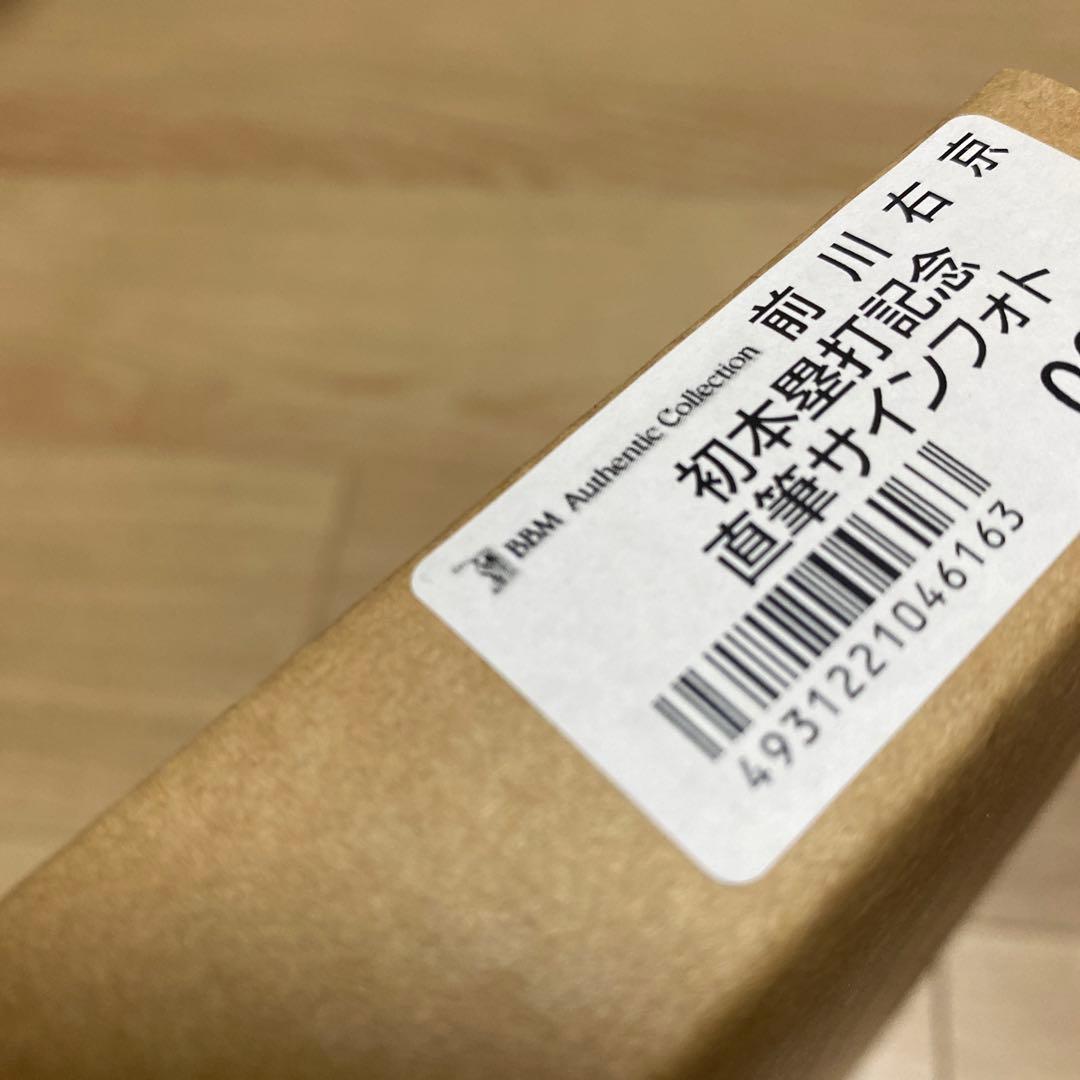 BBM Authentic Collection
前川右京
初本塁打記念
直筆サインフォト
4931221046163